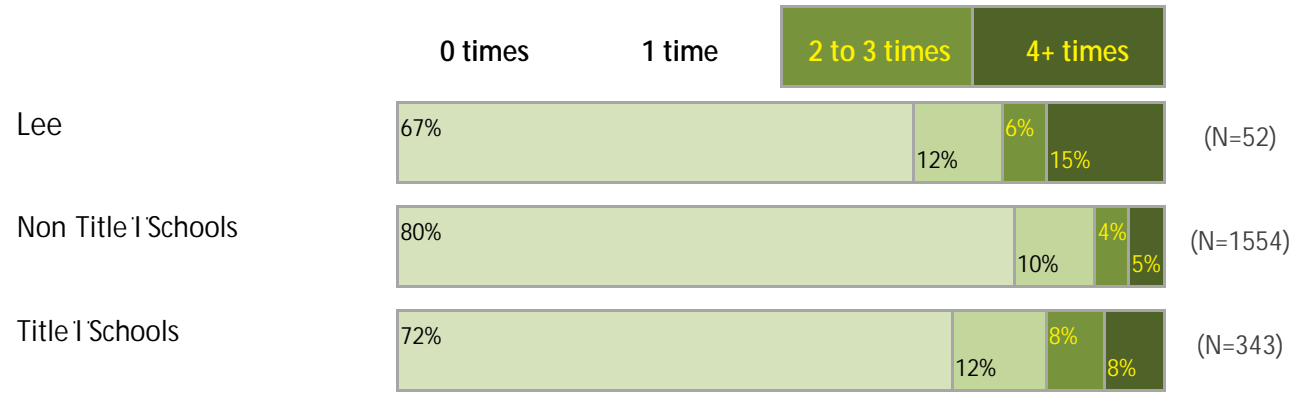 0 times 1 time 2 to 3 times 4+ times
Lee 67% 12% 6% 15% (N=52)
Non Title I Schools 80% 10% 4% 5% (N=1554)
Title I Schools 72% 12% 8% 8% (N=343)